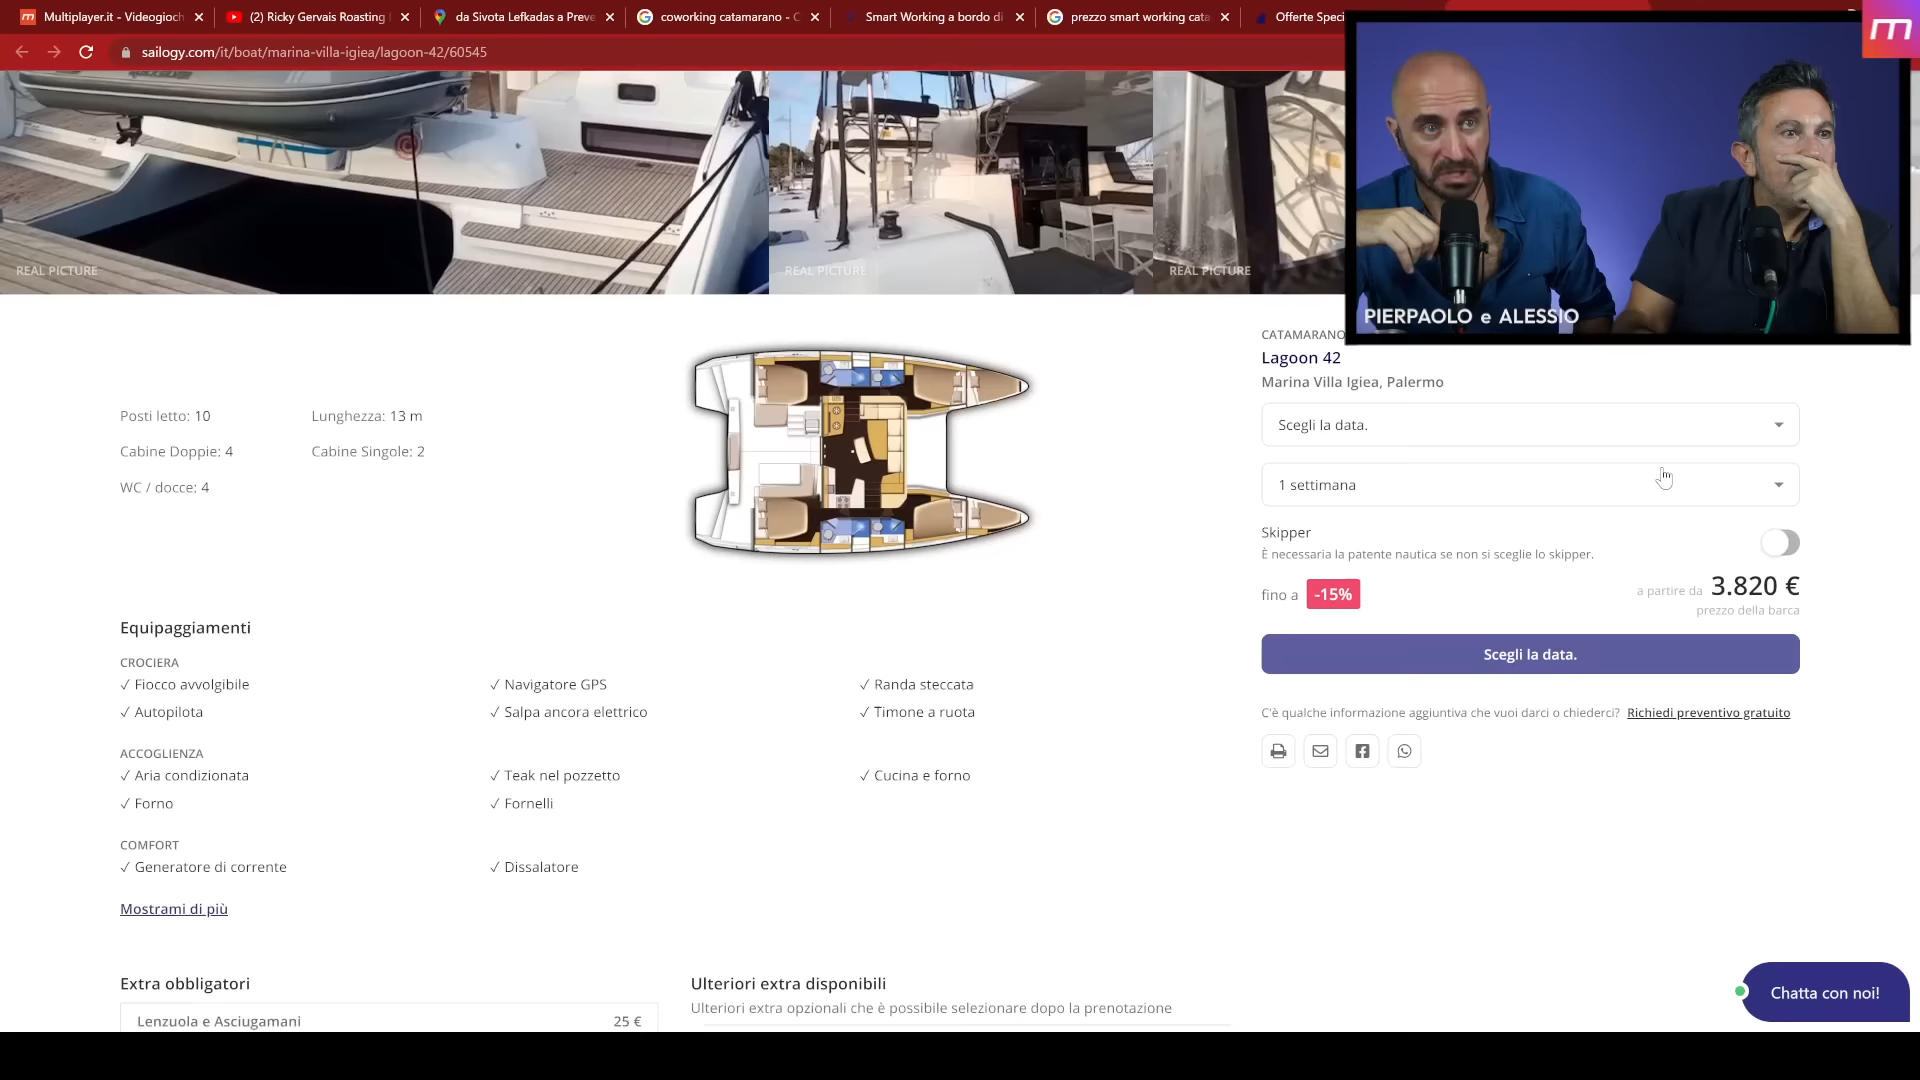 Multiplayer.it - Videogioch
(2) Ricky Gervais Roasting
da Sivota Lefkadas a Preve
coworking catamarano - C
Smart Working a bordo di
prezzo smart working cata
Offerte Speci
sailogy.com/it/boat/marina-villa-igiea/lagoon-42/60545
m
REAL PICTURE
REAL PICTURE
REAL PICTURE
PIERPAOLO e ALESSIO
CATAMARANO
Lagoon 42
Marina Villa Igiea, Palermo
Posti letto: 10
Lunghezza: 13 m
Cabine Doppie: 4
Cabine Singole: 2
WC / docce: 4
Scegli la data.
1 settimana
Skipper
È necessaria la patente nautica se non si sceglie lo skipper.
fino a -15%
a partire da 3.820 €
prezzo della barca
Scegli la data.
C'è qualche informazione aggiuntiva che vuoi darci o chiederci? Richiedi preventivo gratuito
Equipaggiamenti
CROCIERA
✓ Fiocco avvolgibile
✓ Navigatore GPS
✓ Randa steccata
✓ Autopilota
✓ Salpa ancora elettrico
✓ Timone a ruota
ACCOGLIENZA
✓ Aria condizionata
✓ Teak nel pozzetto
✓ Cucina e forno
✓ Forno
✓ Fornelli
COMFORT
✓ Generatore di corrente
✓ Dissalatore
Mostrami di più
Extra obbligatori
Lenzuola e Asciugamani 25 €
Ulteriori extra disponibili
Ulteriori extra opzionali che è possibile selezionare dopo la prenotazione
Chatta con noi!